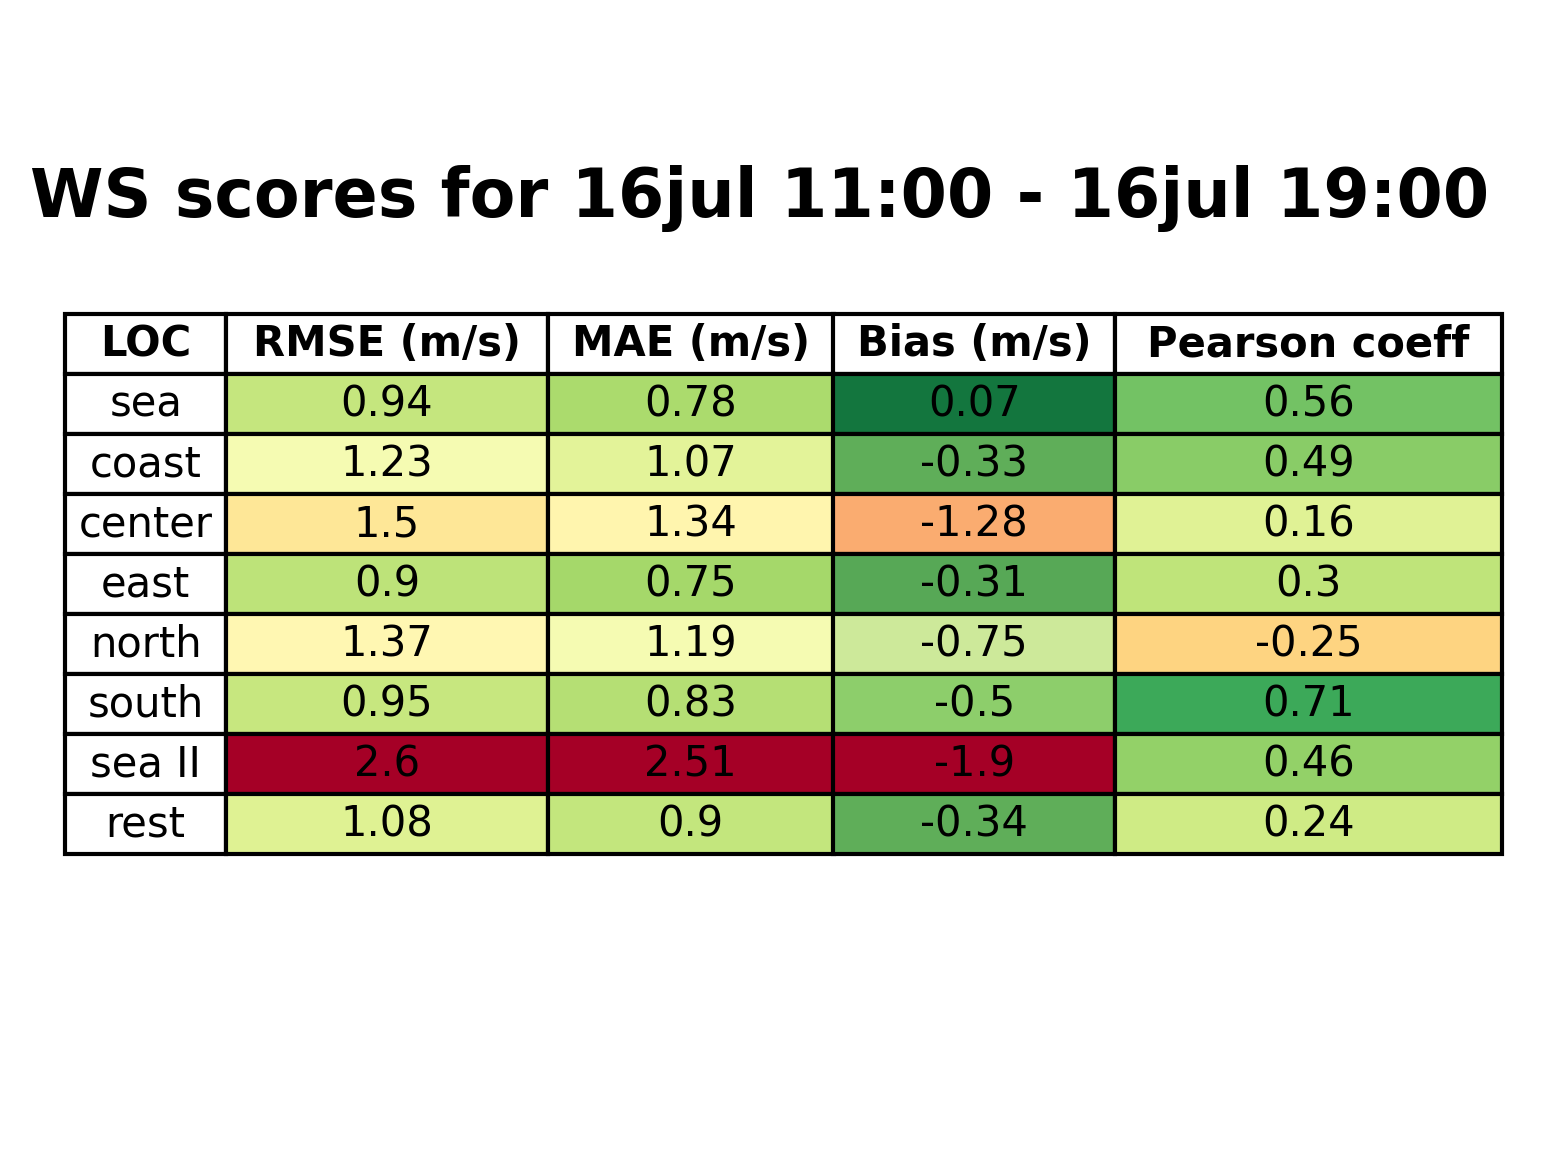 WS scores for 16jul 11:00 - 16jul 19:00
LOC RMSE (m/s) MAE (m/s) Bias (m/s) Pearson coeff
sea 0.94 0.78 0.07 0.56
coast 1.23 1.07 -0.33 0.49
center 1.5 1.34 -1.28 0.16
east 0.9 0.75 -0.31 0.3
north 1.37 1.19 -0.75 -0.25
south 0.95 0.83 -0.5 0.71
sea II 2.6 2.51 -1.9 0.46
rest 1.08 0.9 -0.34 0.24